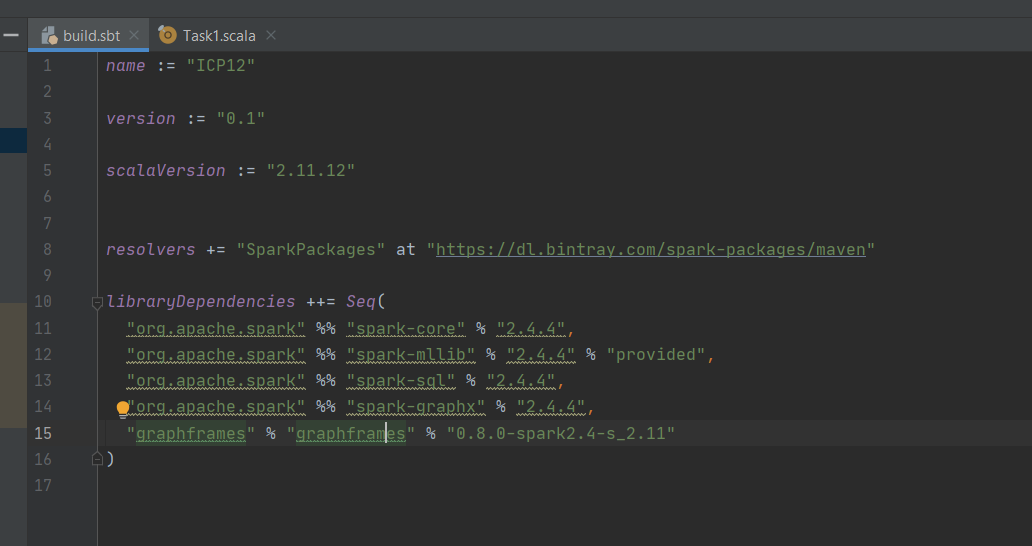 build.sbt
Task1.scala
1 name := "ICP12"
2
3 version := "0.1"
4
5 scalaVersion := "2.11.12"
6
7
8 resolvers += "SparkPackages" at "https://dl.bintray.com/spark-packages/maven"
9
10 libraryDependencies ++= Seq(
11 "org.apache.spark" %% "spark-core" % "2.4.4",
12 "org.apache.spark" %% "spark-mllib" % "2.4.4" % "provided",
13 "org.apache.spark" %% "spark-sql" % "2.4.4",
14 "org.apache.spark" %% "spark-graphx" % "2.4.4",
15 "graphframes" % "graphframes" % "0.8.0-spark2.4-s_2.11"
16 )
17